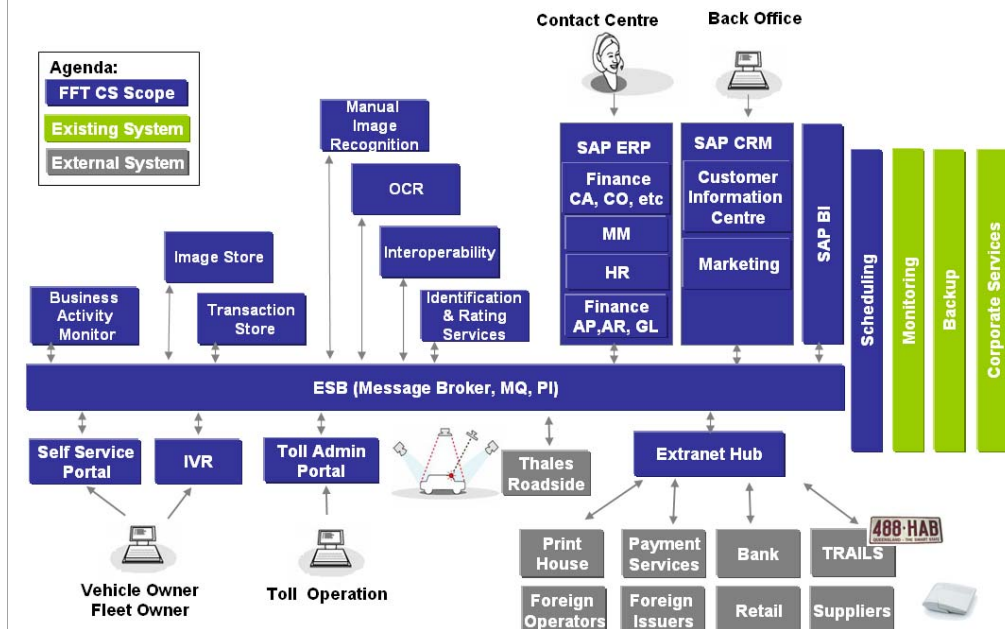 Contact Centre
Back Office
Agenda:
FFT CS Scope
Existing System
External System
Manual
Image
Recognition
OCR
Interoperability
Image Store
Business
Activity
Monitor
Transaction
Store
Identification
& Rating
Services
SAP ERP
Finance
CA, CO, etc
MM
HR
Finance
AP,AR, GL
SAP CRM
Customer
Information
Centre
Marketing
SAP BI
Scheduling
Monitoring
Backup
Corporate Services
ESB (Message Broker, MQ, PI)
Self Service
Portal
IVR
Toll Admin
Portal
Thales
Roadside
Extranet Hub
Vehicle Owner
Fleet Owner
Toll Operation
Print
House
Payment
Services
Bank
TRAILS
488·HAB
QUEENSLAND - THE SMART STATE
Foreign
Operators
Foreign
Issuers
Retail
Suppliers